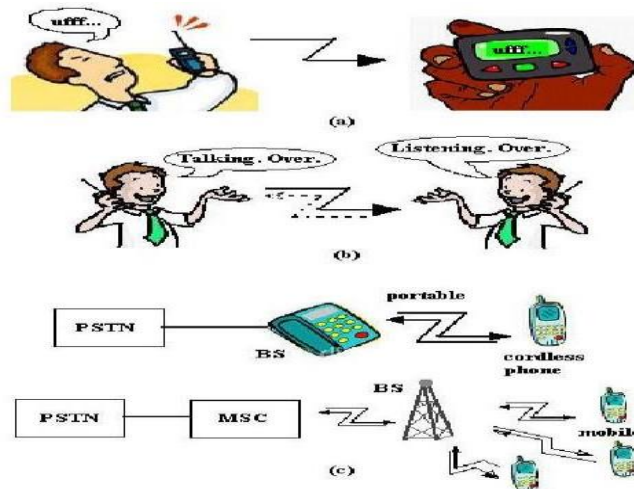 ufff...
ufff...
(a)
Talking. Over.
Listening. Over.
(b)
portable
PSTN
BS
cordless
phone
BS
PSTN
MSC
mobile
(c)